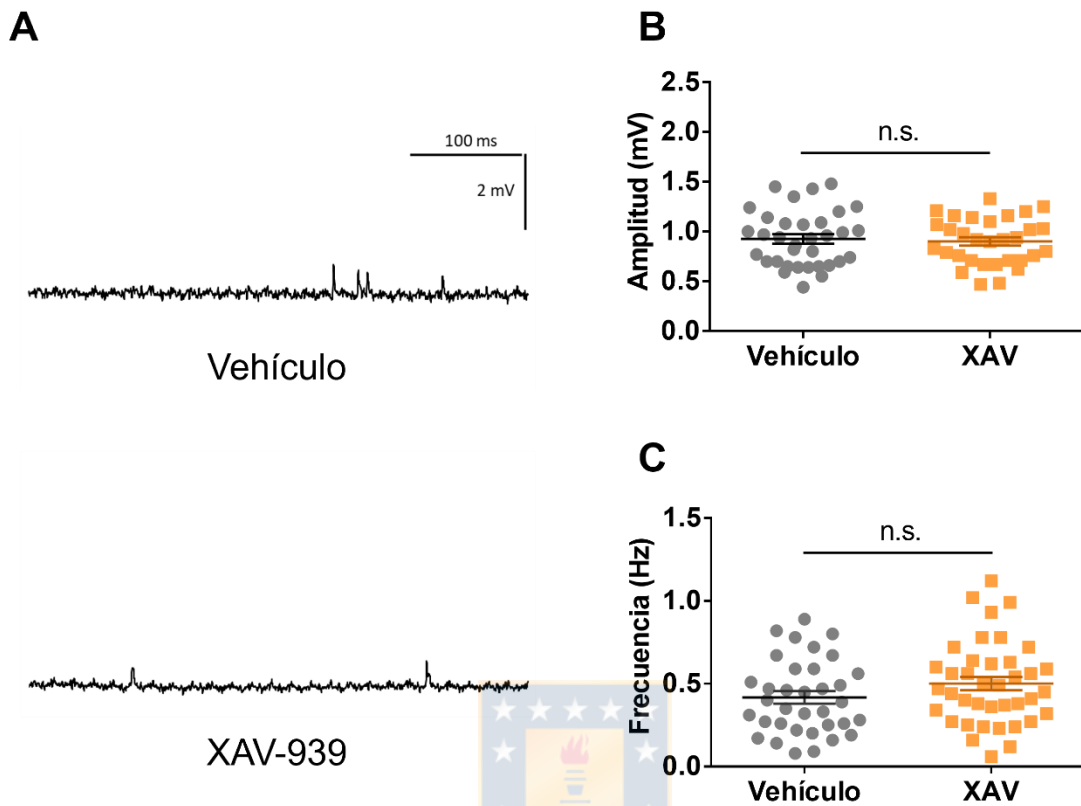 A
100 ms
2 mV
Vehículo
XAV-939
B
Amplitud (mV)
2.5
2.0
1.5
1.0
0.5
0.0
n.s.
Vehículo
XAV
C
Frecuencia (Hz)
1.5
1.0
0.5
0.0
n.s.
Vehículo
XAV